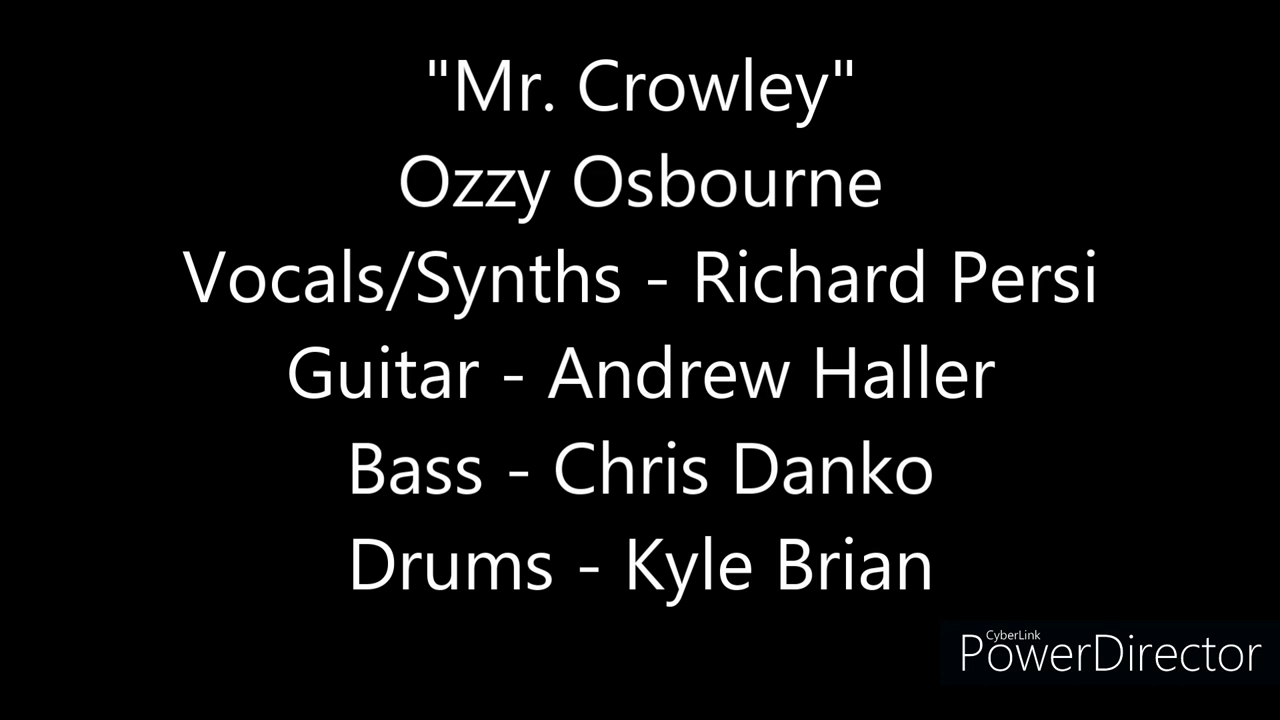 "Mr. Crowley"
Ozzy Osbourne
Vocals/Synths - Richard Persi
Guitar - Andrew Haller
Bass - Chris Danko
Drums - Kyle Brian
CyberLink
PowerDirector